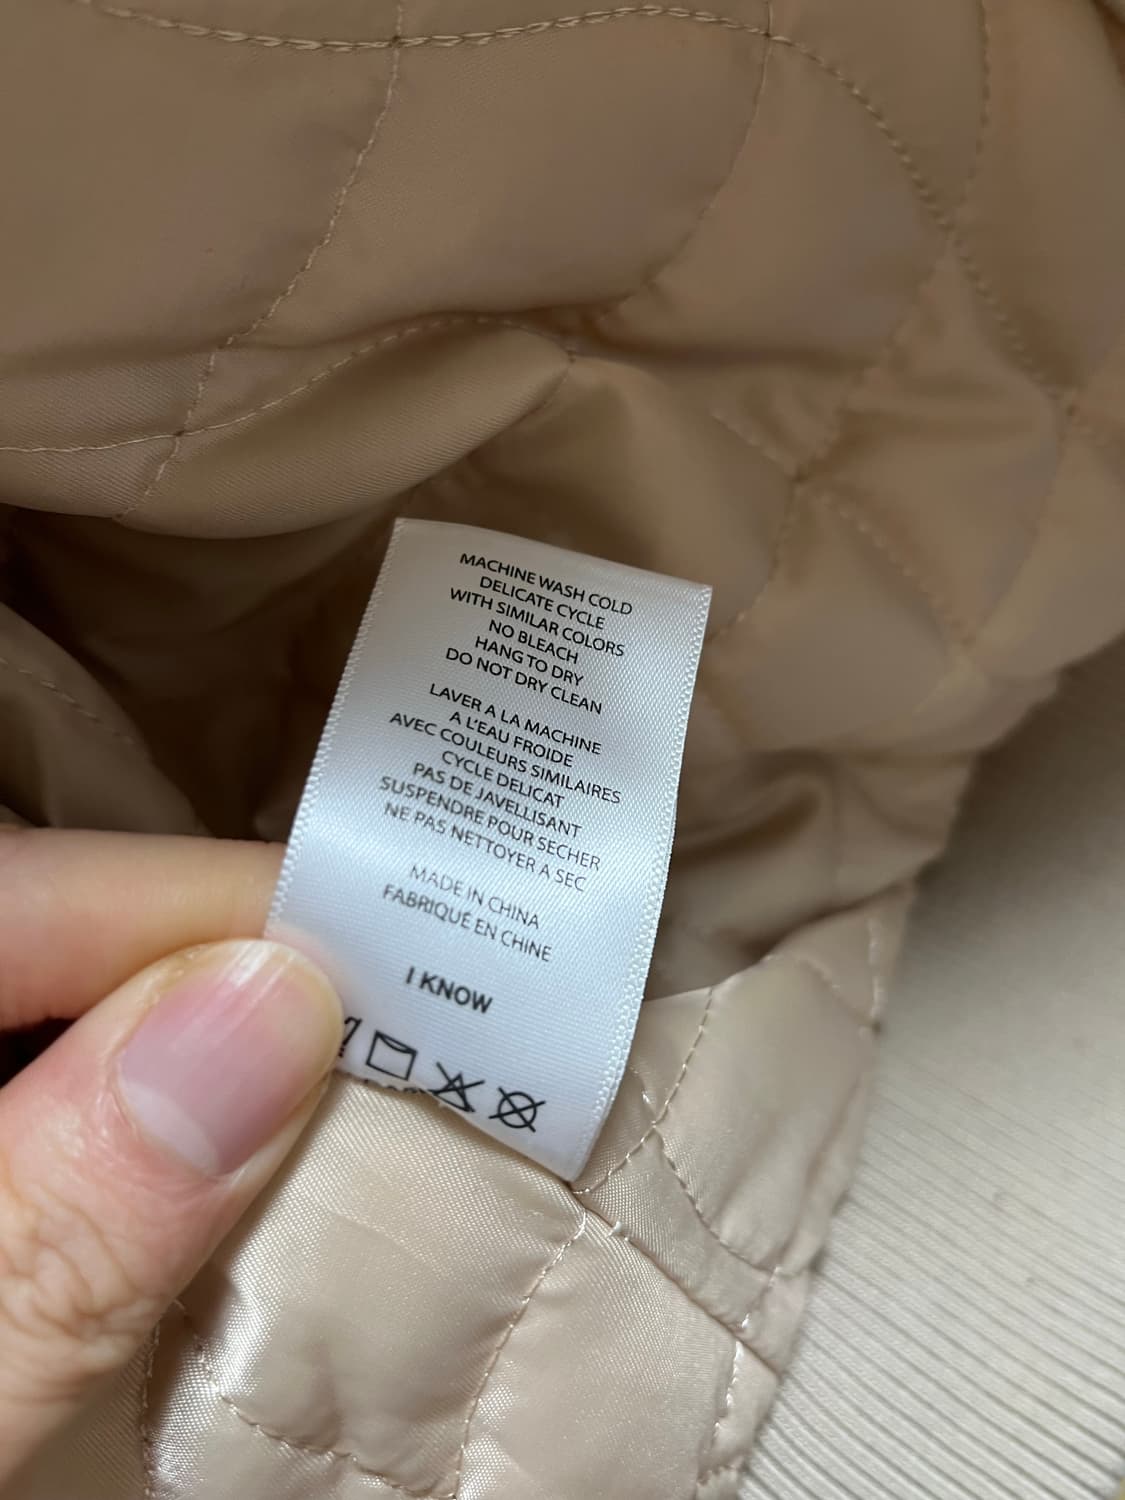 MACHINE WASH COLD
DELICATE CYCLE
WITH SIMILAR COLORS
NO BLEACH
HANG TO DRY
DO NOT DRY CLEAN
LAVER A LA MACHINE
A L'EAU FROIDE
AVEC COULEURS SIMILAIRES
CYCLE DELICAT
PAS DE JAVELLISANT
SUSPENDRE POUR SECHER
NE PAS NETTOYER A SEC
MADE IN CHINA
FABRIQUÉ EN CHINE
I KNOW